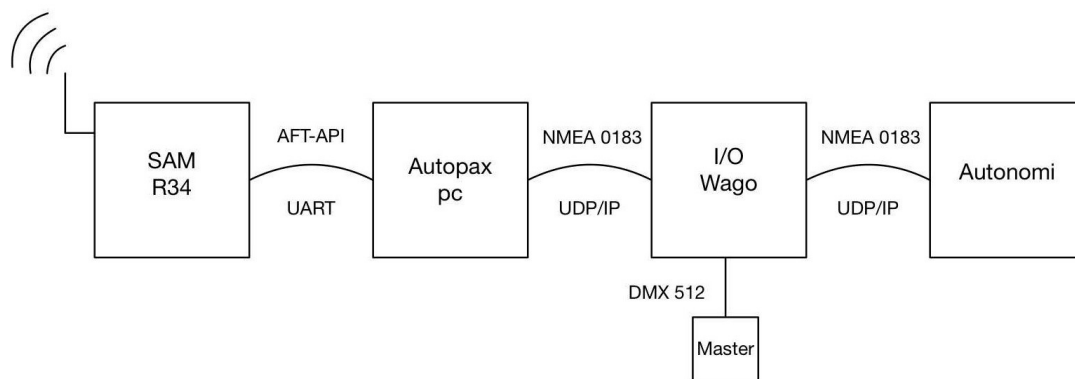 SAM
R34
AFT-API
UART
Autopax
pc
NMEA 0183
UDP/IP
I/O
Wago
NMEA 0183
UDP/IP
Autonomi
DMX 512
Master